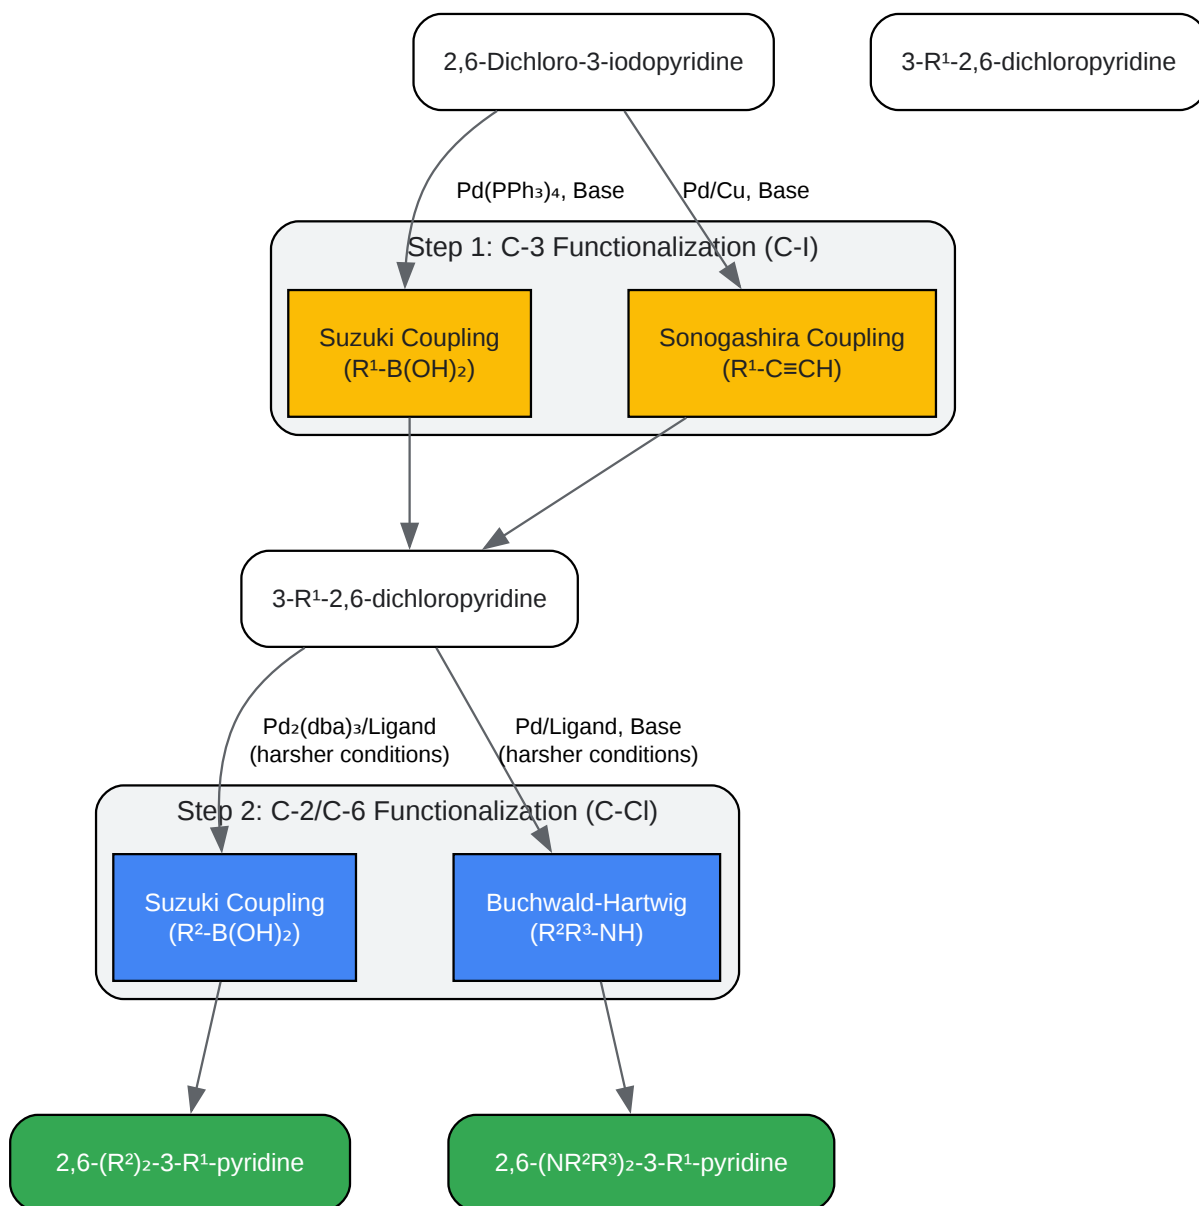 2,6-Dichloro-3-iodopyridine
3-R¹-2,6-dichloropyridine
Pd(PPh₃)₄, Base
Pd/Cu, Base
Step 1: C-3 Functionalization (C-I)
Suzuki Coupling
(R¹-B(OH)₂)
Sonogashira Coupling
(R¹-C≡CH)
3-R¹-2,6-dichloropyridine
Pd₂(dba)₃/Ligand
(harsher conditions)
Pd/Ligand, Base
(harsher conditions)
Step 2: C-2/C-6 Functionalization (C-Cl)
Suzuki Coupling
(R²-B(OH)₂)
Buchwald-Hartwig
(R²R³-NH)
2,6-(R²)₂-3-R¹-pyridine
2,6-(NR²R³)₂-3-R¹-pyridine